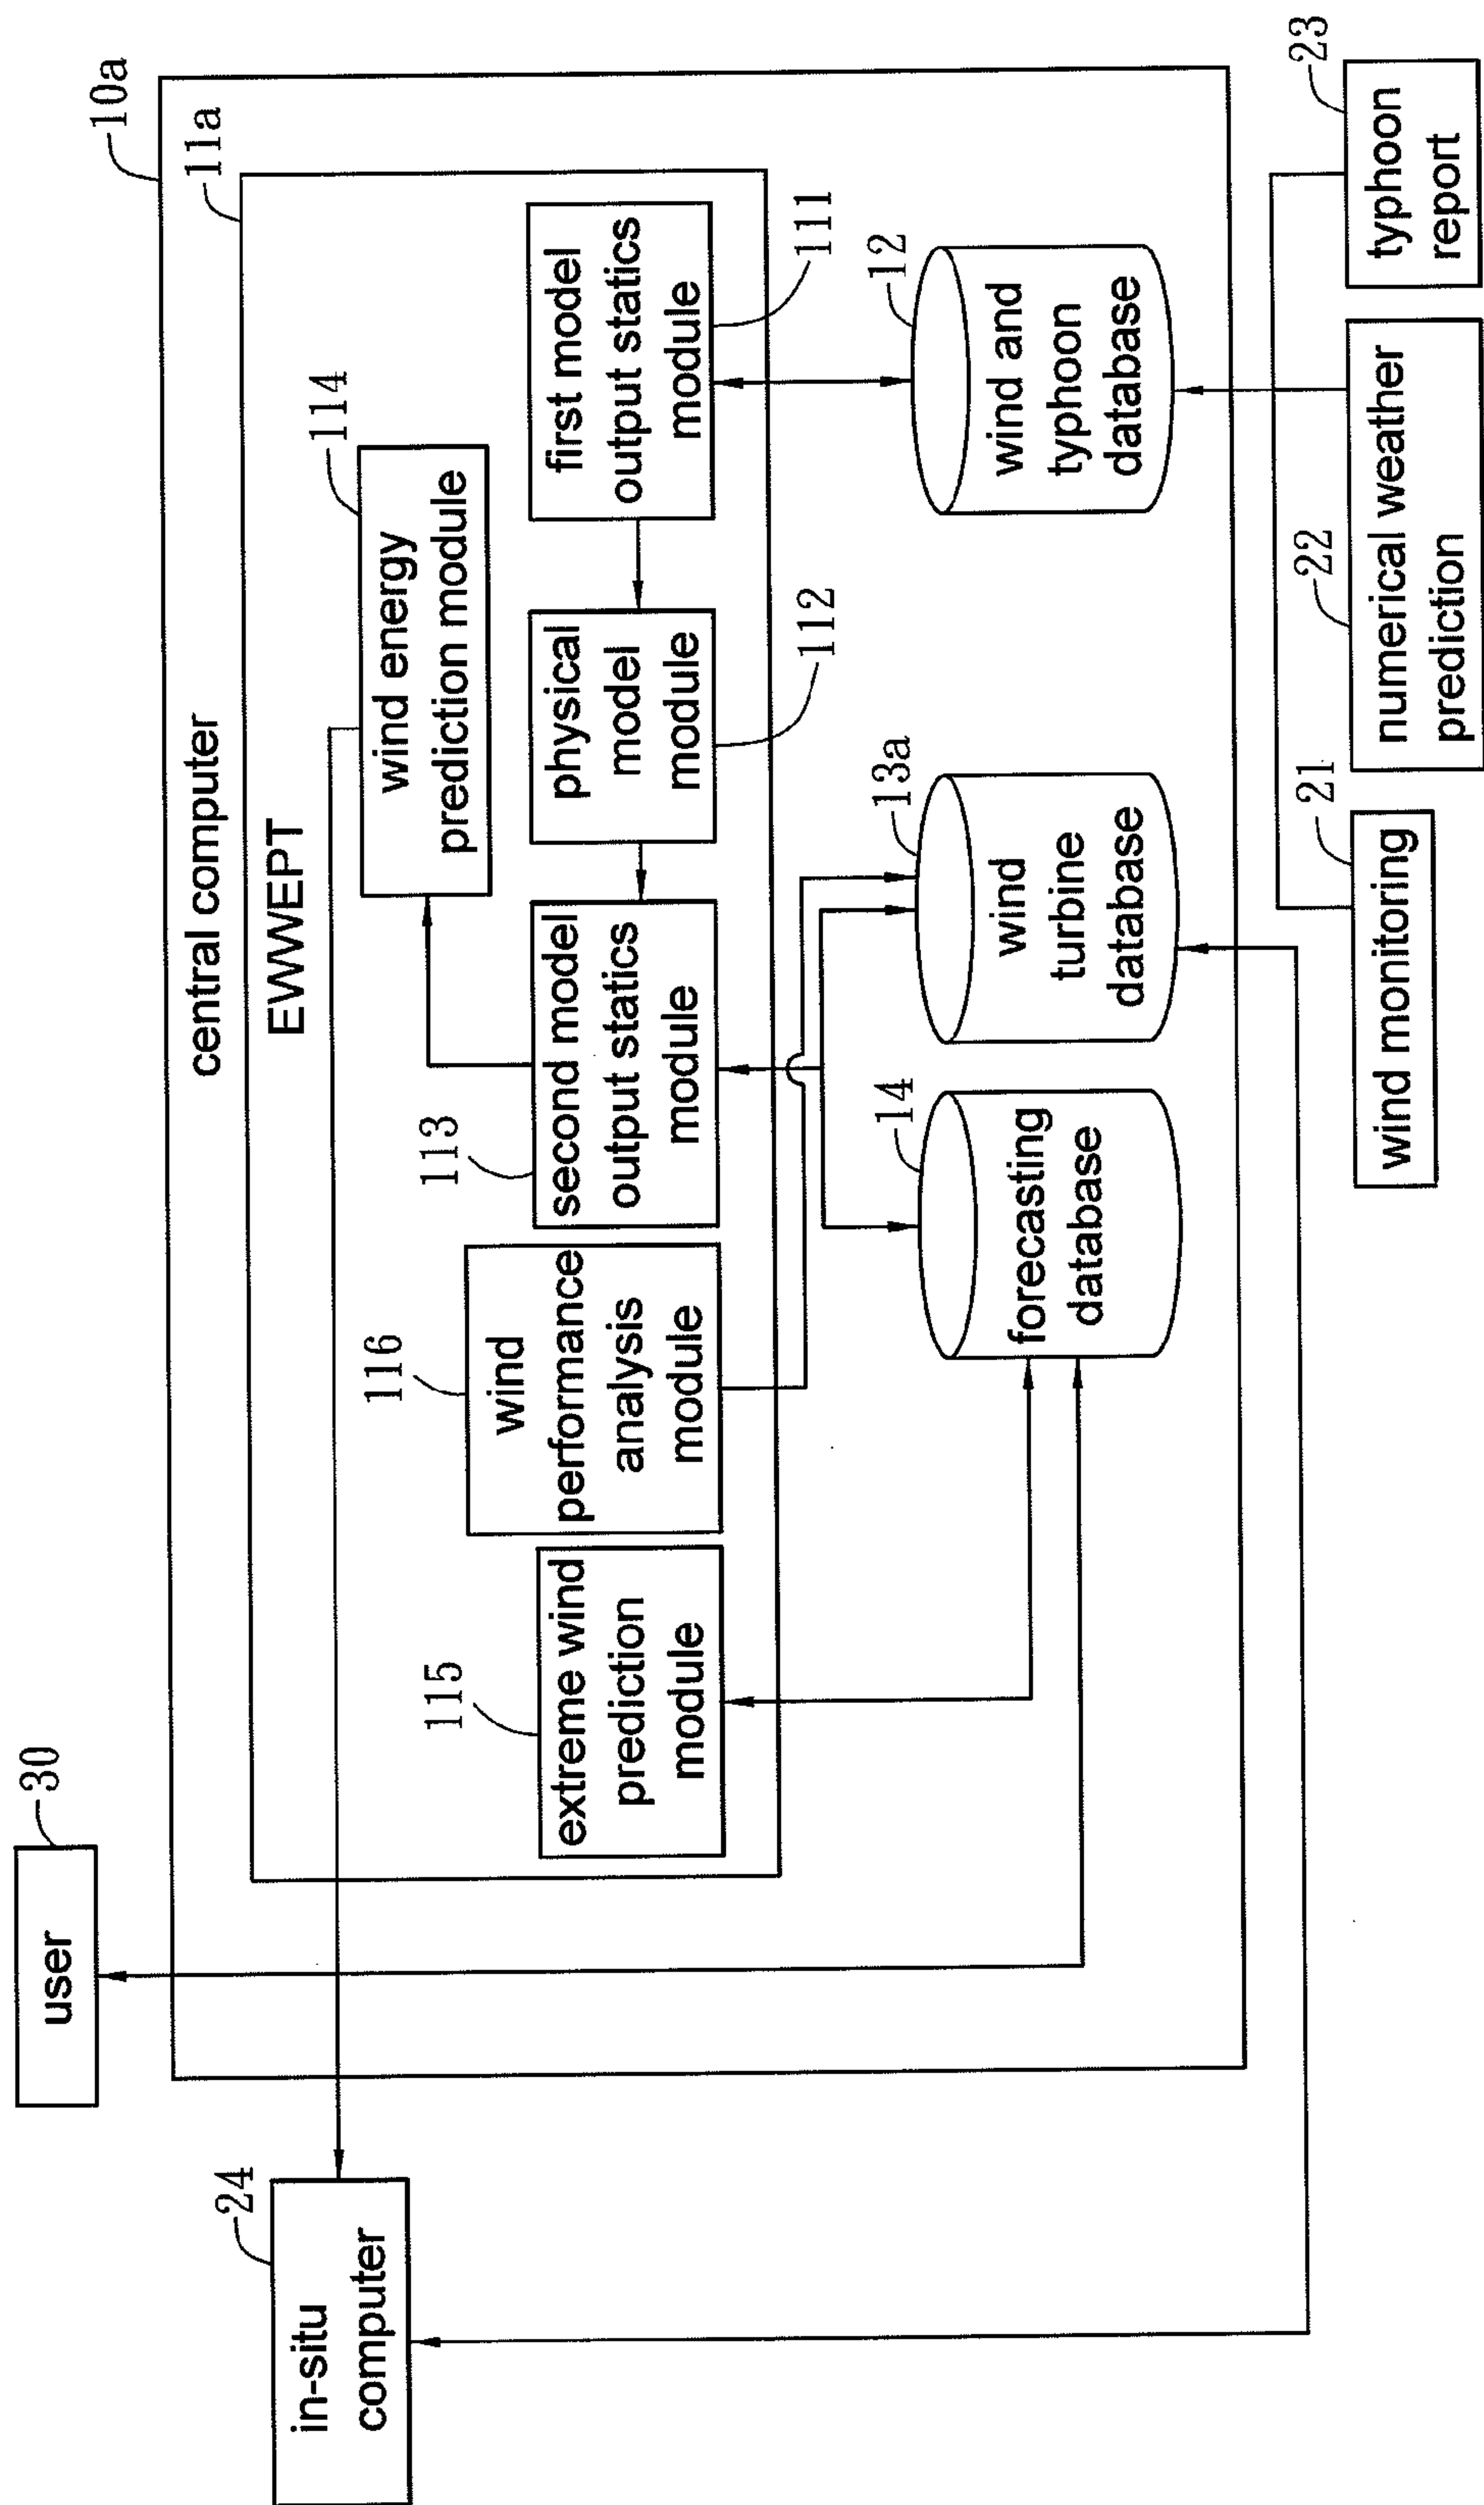 user
30
in-situ
computer
24
central computer
10a
EWWEPT
11a
wind energy
prediction module
114
extreme wind
prediction
module
115
wind
performance
analysis
module
116
second model
output statics
module
113
physical
model
module
112
first model
output statics
module
111
forecasting
database
14
wind
turbine
database
13a
wind and
typhoon
database
12
wind monitoring
21
numerical weather
prediction
22
typhoon
report
23